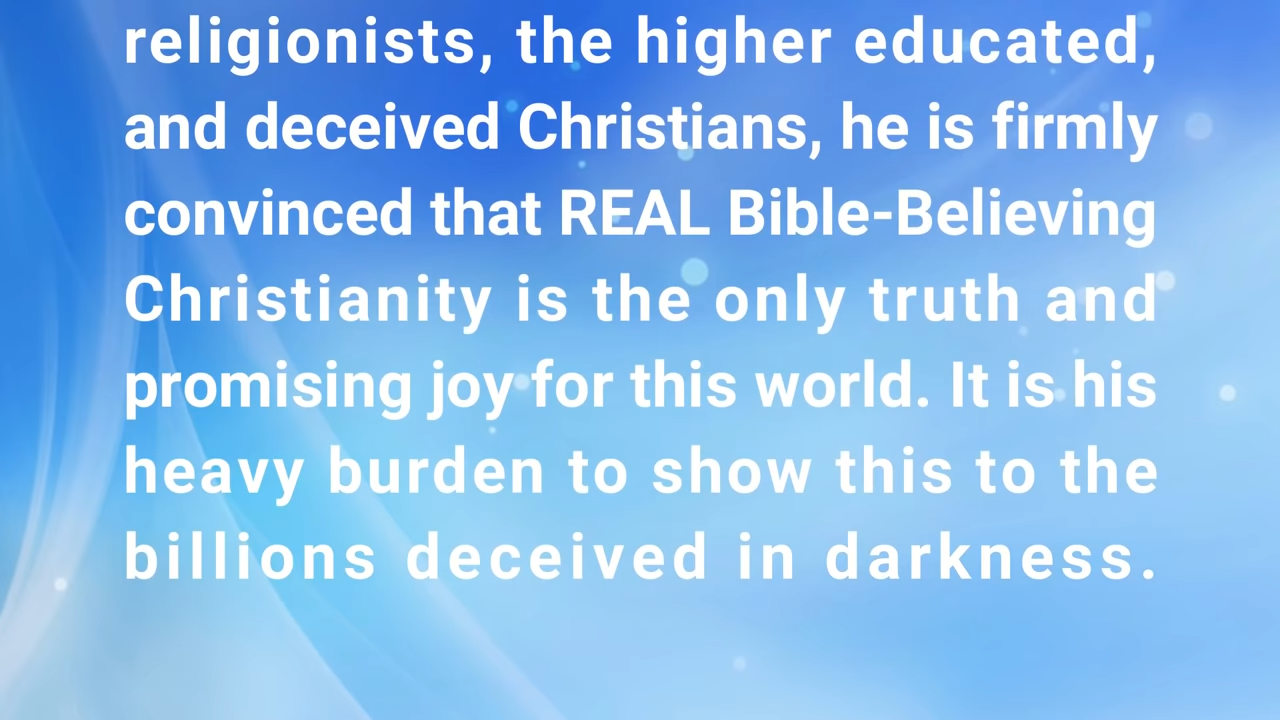 religionists, the higher educated,
and deceived Christians, he is firmly
convinced that REAL Bible-Believing
Christianity is the only truth and
promising joy for this world. It is his
heavy burden to show this to the
billions deceived in darkness.